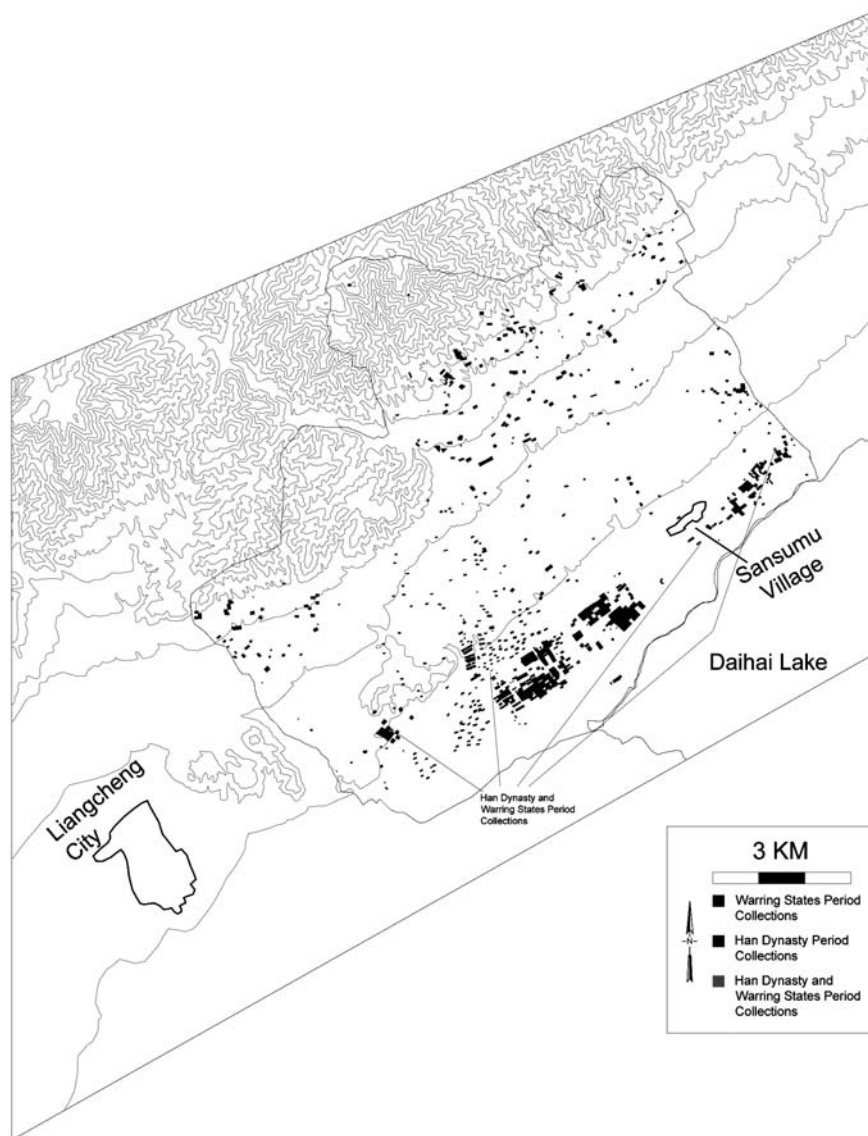 Sansumu
Village
Daihai Lake
Liangcheng
City
Han Dynasty and
Warring States Period
Collections
3 KM
Warring States Period
Collections
Han Dynasty Period
Collections
Han Dynasty and
Warring States Period
Collections
N